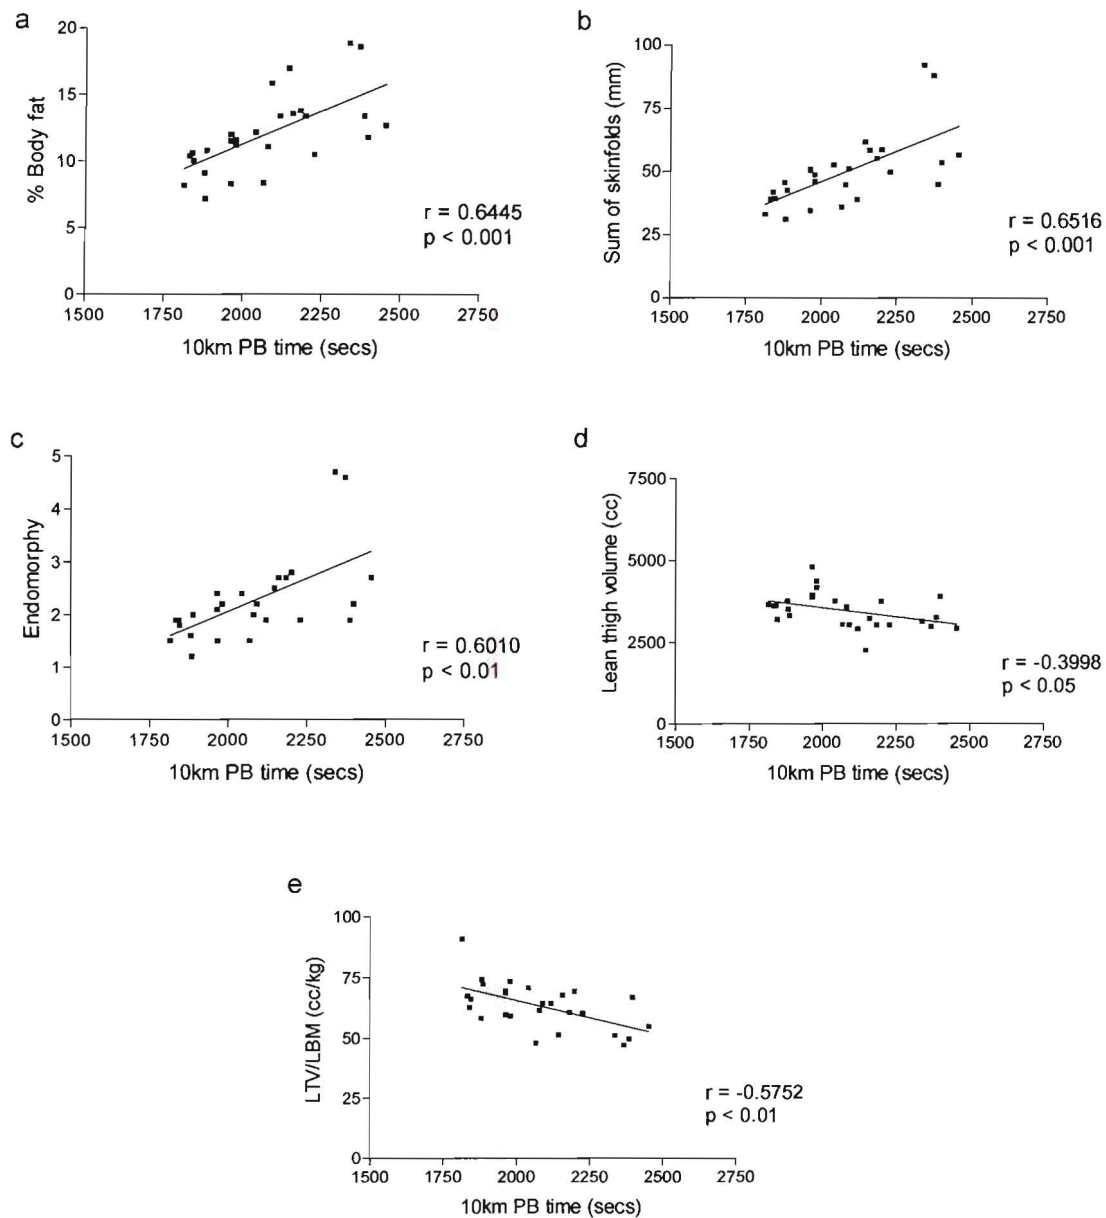 a
20
15
10
5
0
% Body fat
1500 1750 2000 2250 2500 2750
10km PB time (secs)
r = 0.6445
p < 0.001
b
100
75
50
25
0
Sum of skinfolds (mm)
1500 1750 2000 2250 2500 2750
10km PB time (secs)
r = 0.6516
p < 0.001
c
5
4
3
2
1
0
Endomorphy
1500 1750 2000 2250 2500 2750
10km PB time (secs)
r = 0.6010
p < 0.01
d
7500
5000
2500
0
Lean thigh volume (cc)
1500 1750 2000 2250 2500 2750
10km PB time (secs)
r = -0.3998
p < 0.05
e
100
75
50
25
0
LTV/LBM (cc/kg)
1500 1750 2000 2250 2500 2750
10km PB time (secs)
r = -0.5752
p < 0.01